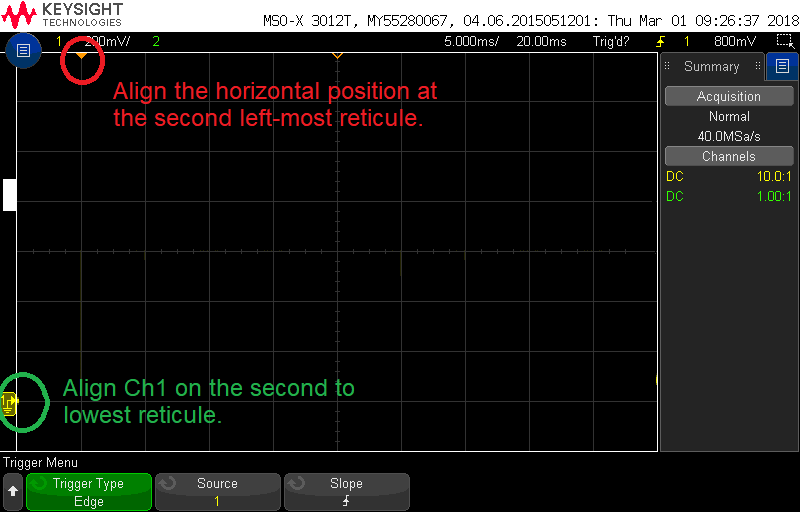 KEYSIGHT
TECHNOLOGIES
MSO-X 3012T, MY55280067, 04.06.2015051201: Thu Mar 01 09:26:37 2018
1 200mV/ 2 5.000ms/ 20.00ms Trig'd? 1 800mV
Summary
Align the horizontal position at
the second left-most reticule.
Acquisition
Normal
40.0MSa/s
Channels
DC 10.0:1
DC 1.00:1
Align Ch1 on the second to
lowest reticule.
1
Trigger Menu
Trigger Type
Edge
Source
1
Slope